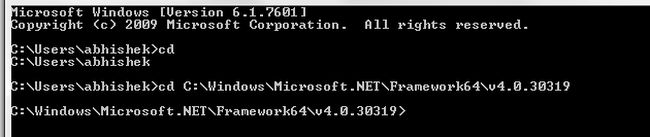 Microsoft Windows [Version 6.1.7601]
Copyright (c) 2009 Microsoft Corporation.  All rights reserved.
C:\Users\abhishek>cd
C:\Users\abhishek
C:\Users\abhishek>cd C:\Windows\Microsoft.NET\Framework64\v4.0.30319
C:\Windows\Microsoft.NET\Framework64\v4.0.30319>